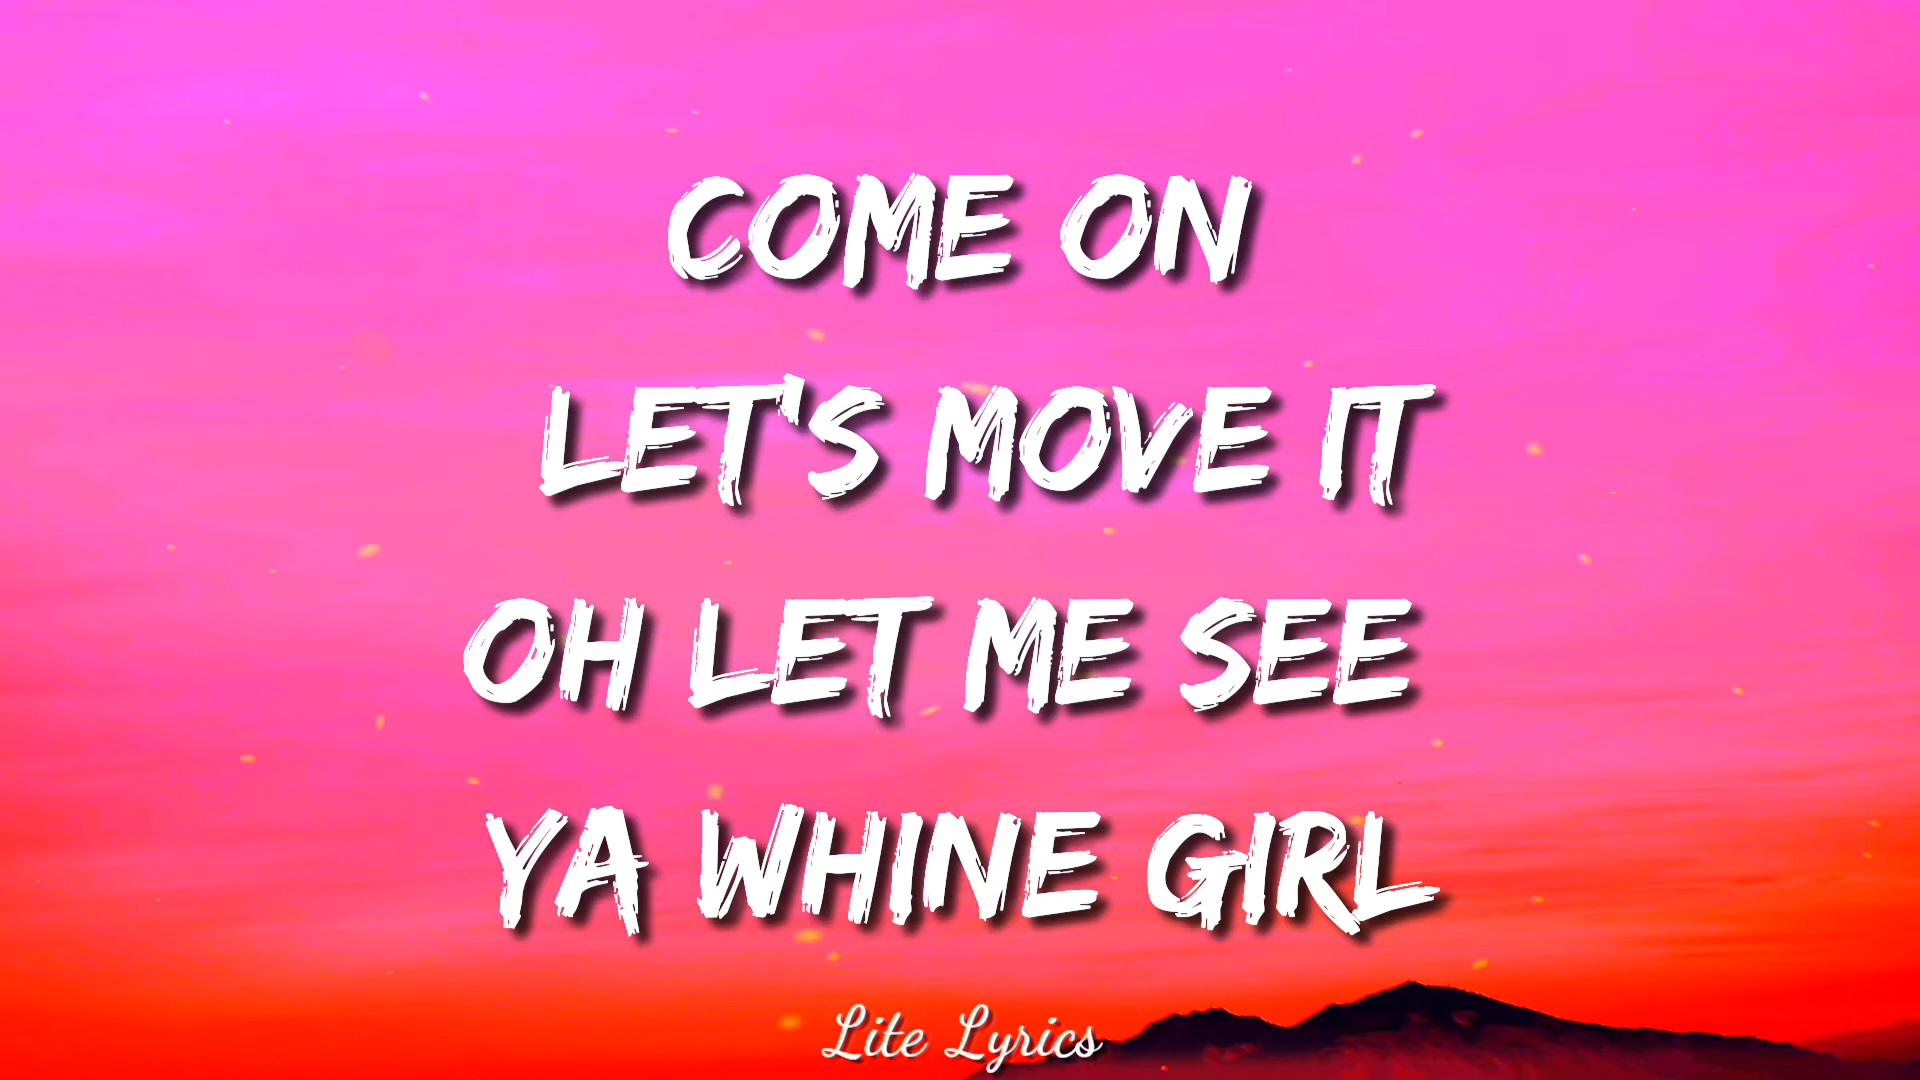 COME ON
LET'S MOVE IT
OH LET ME SEE
YA WHINE GIRL
Lite Lyrics